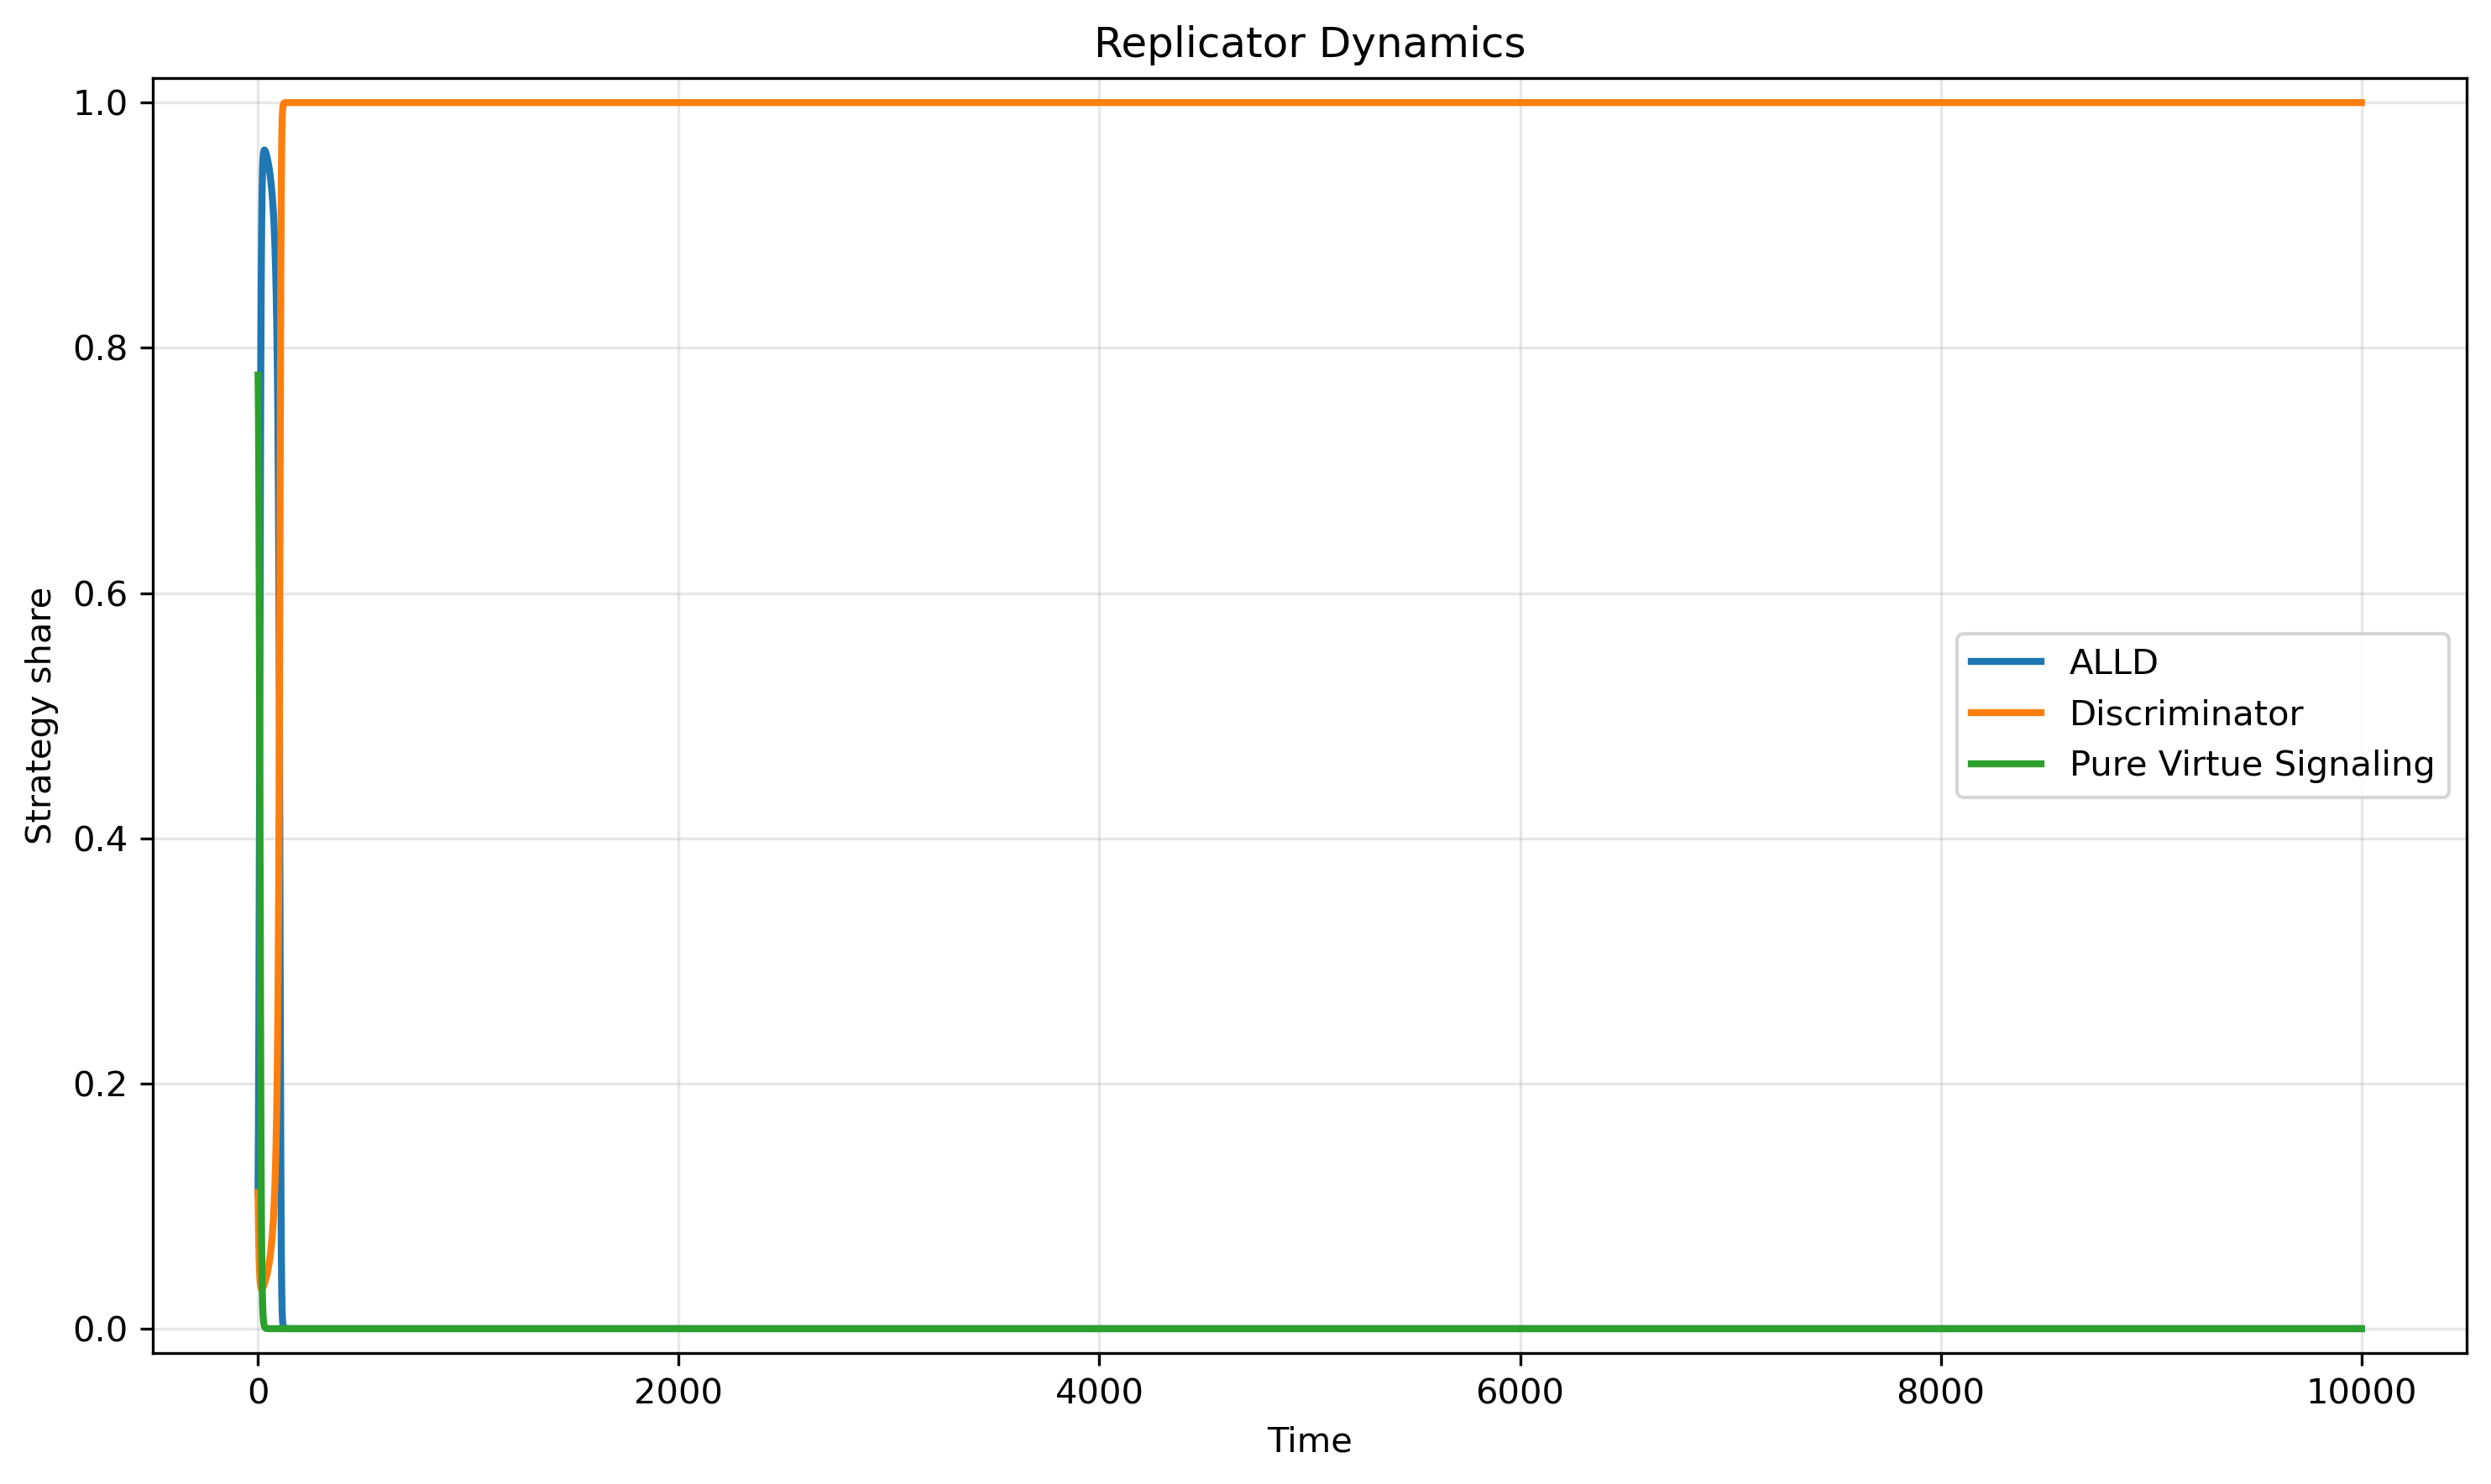 Replicator Dynamics
1.0
0.8
0.6
0.4
0.2
0.0
Strategy share
ALLD
Discriminator
Pure Virtue Signaling
0 2000 4000 6000 8000 10000
Time